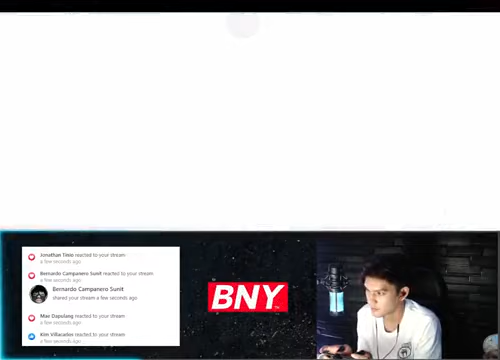 Jonathan Tinio reacted to your stream
a few seconds ago
Bernardo Campanero Sunit reacted to your stream
a few seconds ago
Bernardo Campanero Sunit
shared your stream a few seconds ago
Mae Dapulang reacted to your stream
a few seconds ago
Kim Villacarlos reacted to your stream
a few seconds ago
BNY